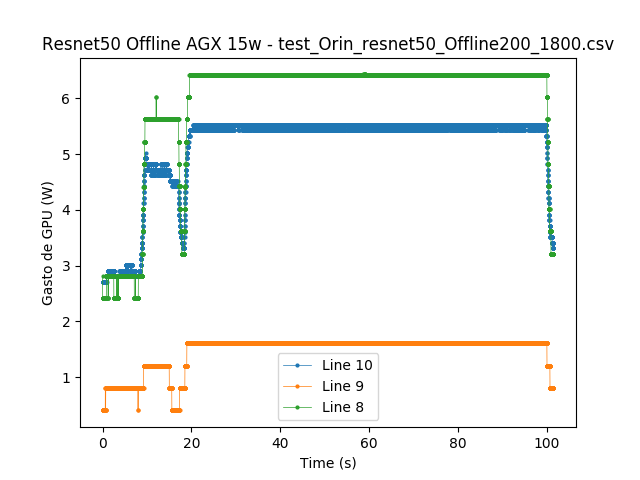 Resnet50 Offline AGX 15w - test_Orin_resnet50_Offline200_1800.csv
6
5
4
3
2
1
Gasto de GPU (W)
Line 10
Line 9
Line 8
0 20 40 60 80 100
Time (s)